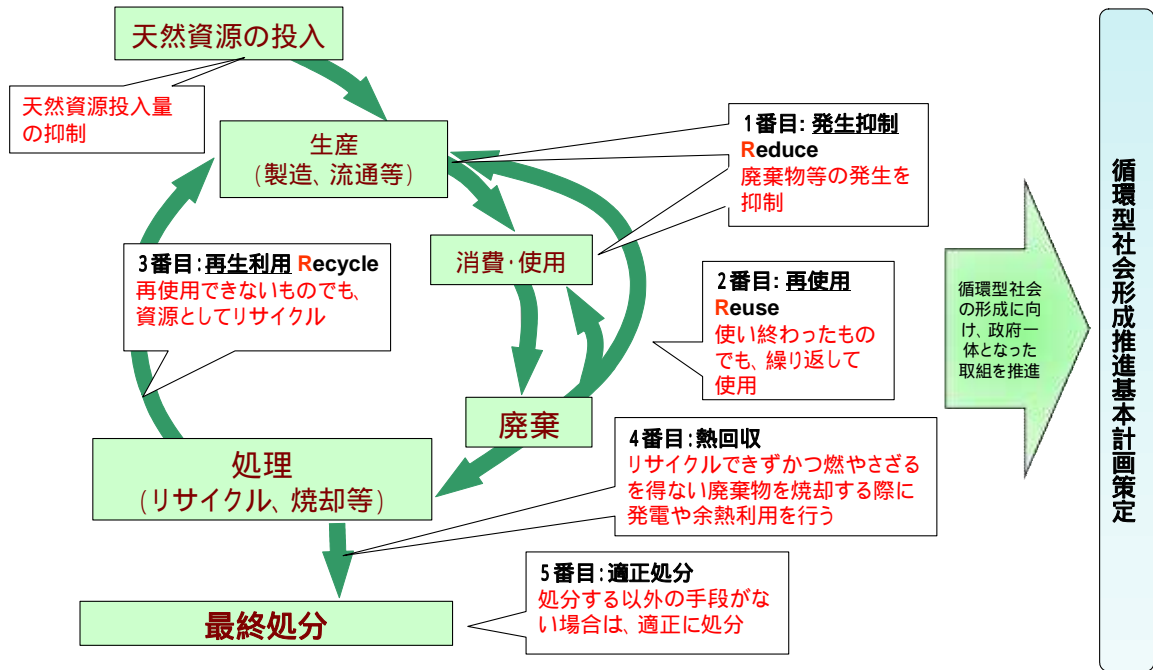 天然資源の投入
天然資源投入量
の抑制
生産
(製造、流通等)
1番目: 発生抑制
Reduce
廃棄物等の発生を
抑制
消費・使用
3番目: 再生利用 Recycle
再使用できないものでも、
資源としてリサイクル
2番目: 再使用
Reuse
使い終わったもの
でも、繰り返して
使用
廃棄
処理
(リサイクル、焼却等)
4番目: 熱回収
リサイクルできずかつ燃やさざる
を得ない廃棄物を焼却する際に
発電や余熱利用を行う
5番目: 適正処分
処分する以外の手段がな
い場合は、適正に処分
最終処分
循環型社会
の形成に向
け、政府一
体となった
取組を推進
循環型社会形成推進基本計画策定